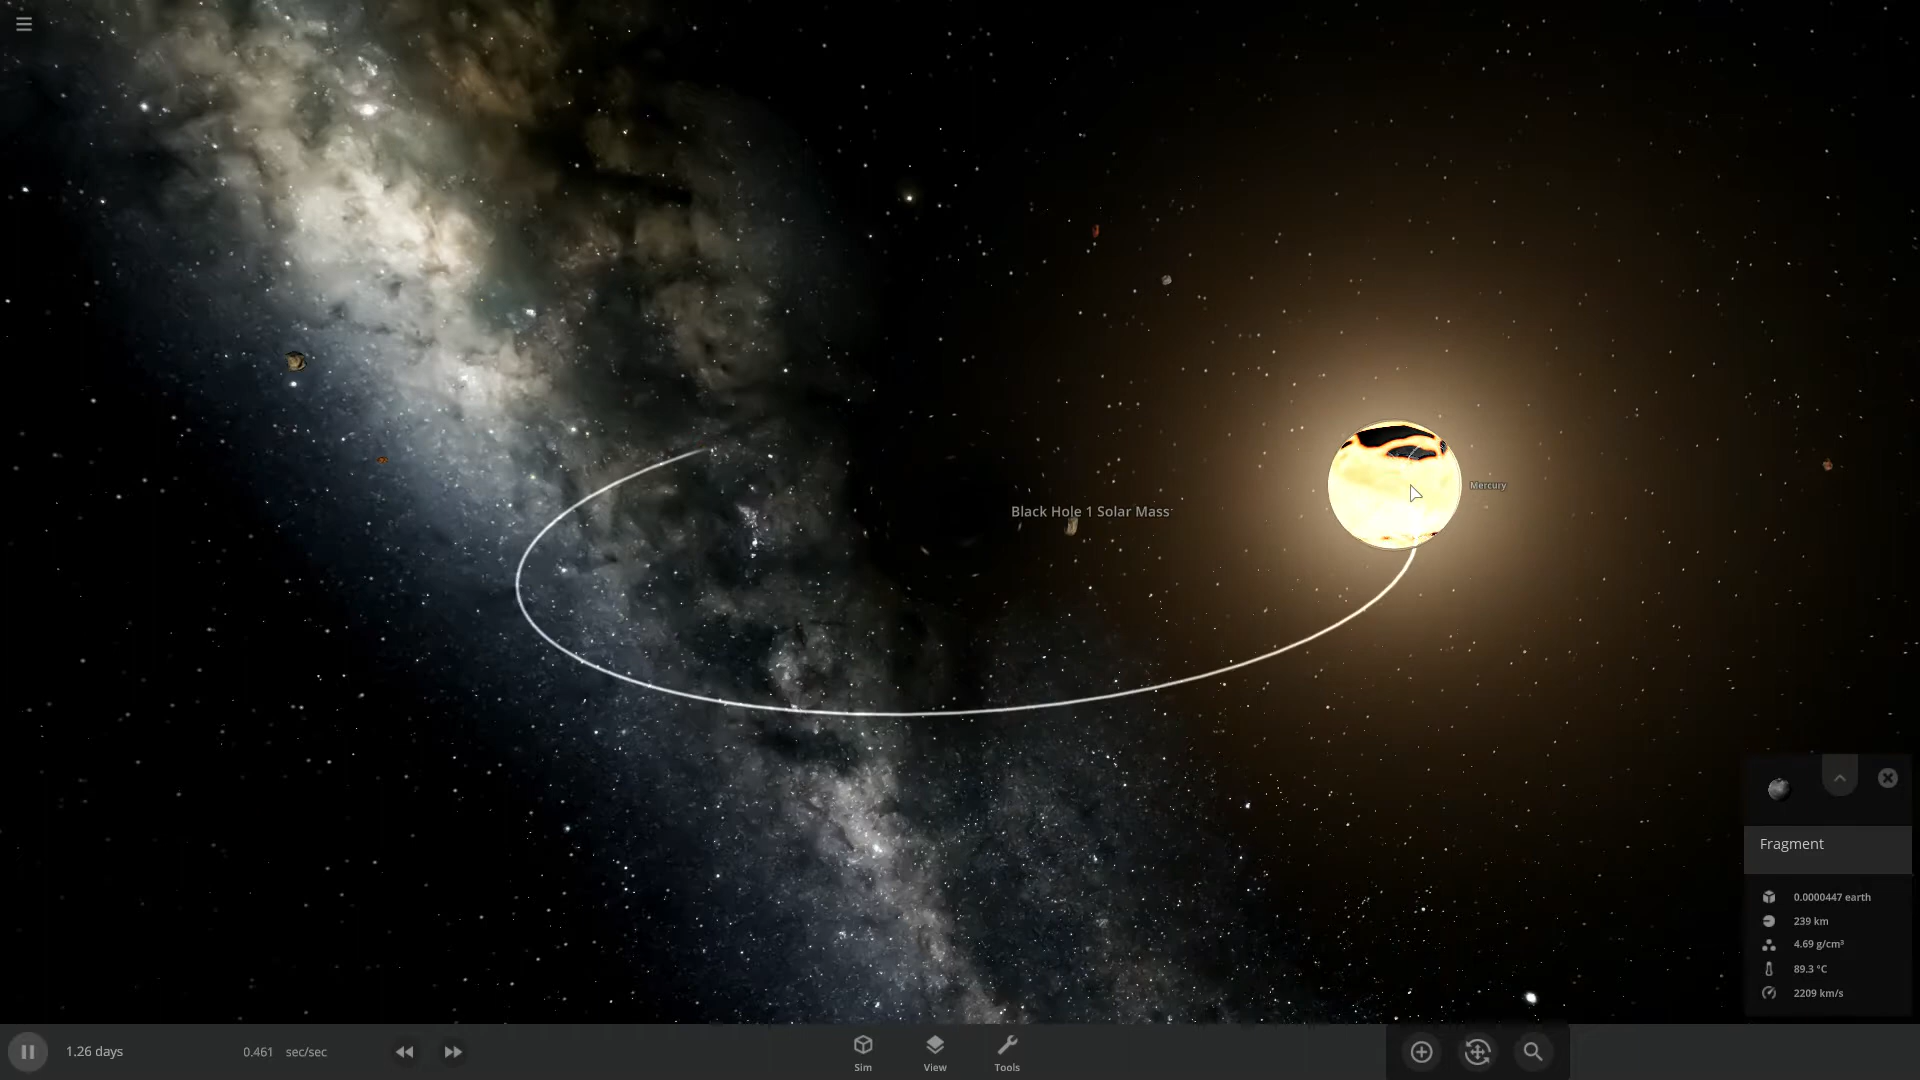 Black Hole 1 Solar Mass
Mercury
Fragment
0.0000447 earth
239 km
4.69 g/cm³
89.3 °C
2209 km/s
1.26 days
0.461 sec/sec
Sim
View
Tools